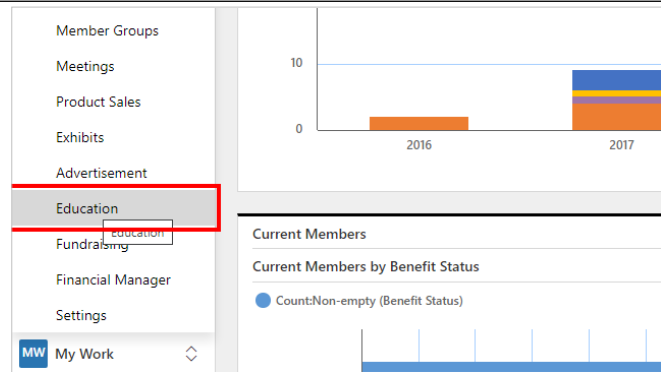 Member Groups
Meetings
Product Sales
Exhibits
Advertisement
Education
Education
Fundraising
Financial Manager
Settings
MW My Work
10
0
2016 2017
Current Members
Current Members by Benefit Status
Count:Non-empty (Benefit Status)